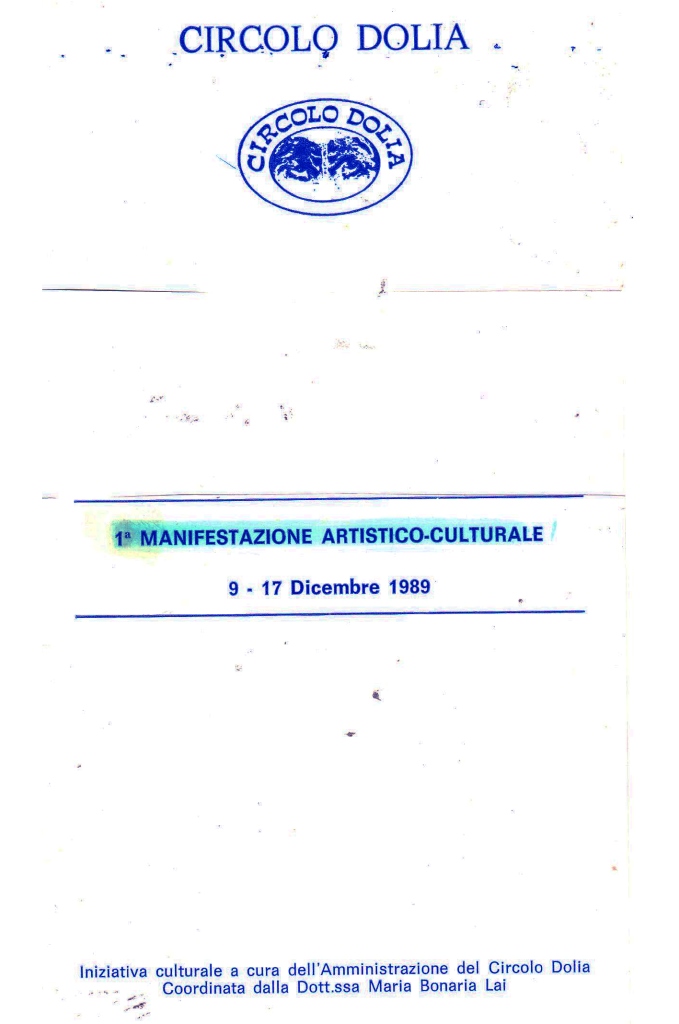 CIRCOLO DOLIA
CIRCOLO DOLIA
1ª MANIFESTAZIONE ARTISTICO-CULTURALE
9 - 17 Dicembre 1989
Iniziativa culturale a cura dell'Amministrazione del Circolo Dolia
Coordinata dalla Dott.ssa Maria Bonaria Lai